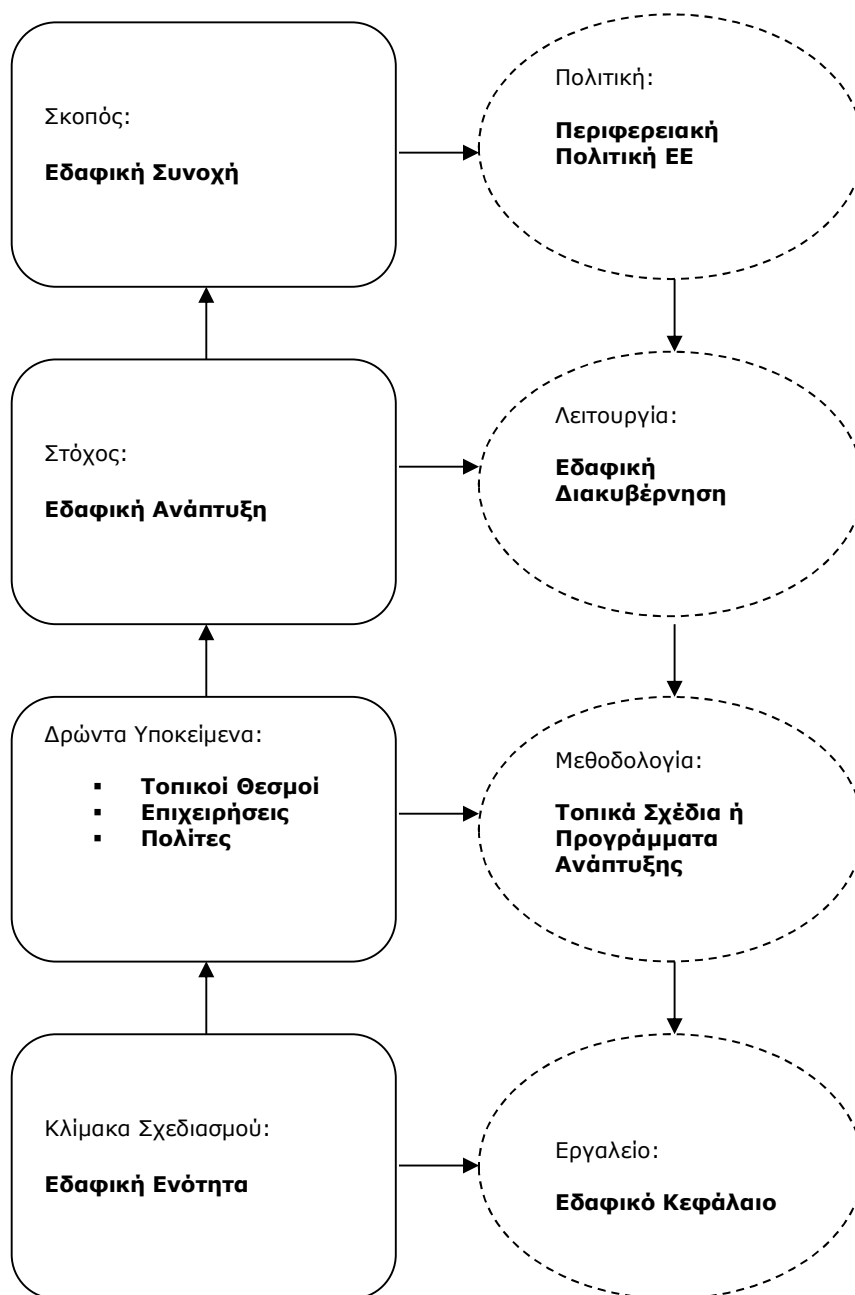 Σκοπός:
Εδαφική Συνοχή
Πολιτική:
Περιφερειακή
Πολιτική ΕΕ
Στόχος:
Εδαφική Ανάπτυξη
Λειτουργία:
Εδαφική
Διακυβέρνηση
Δρώντα Υποκείμενα:
▪ Τοπικοί Θεσμοί
▪ Επιχειρήσεις
▪ Πολίτες
Μεθοδολογία:
Τοπικά Σχέδια ή
Προγράμματα
Ανάπτυξης
Κλίμακα Σχεδιασμού:
Εδαφική Ενότητα
Εργαλείο:
Εδαφικό Κεφάλαιο